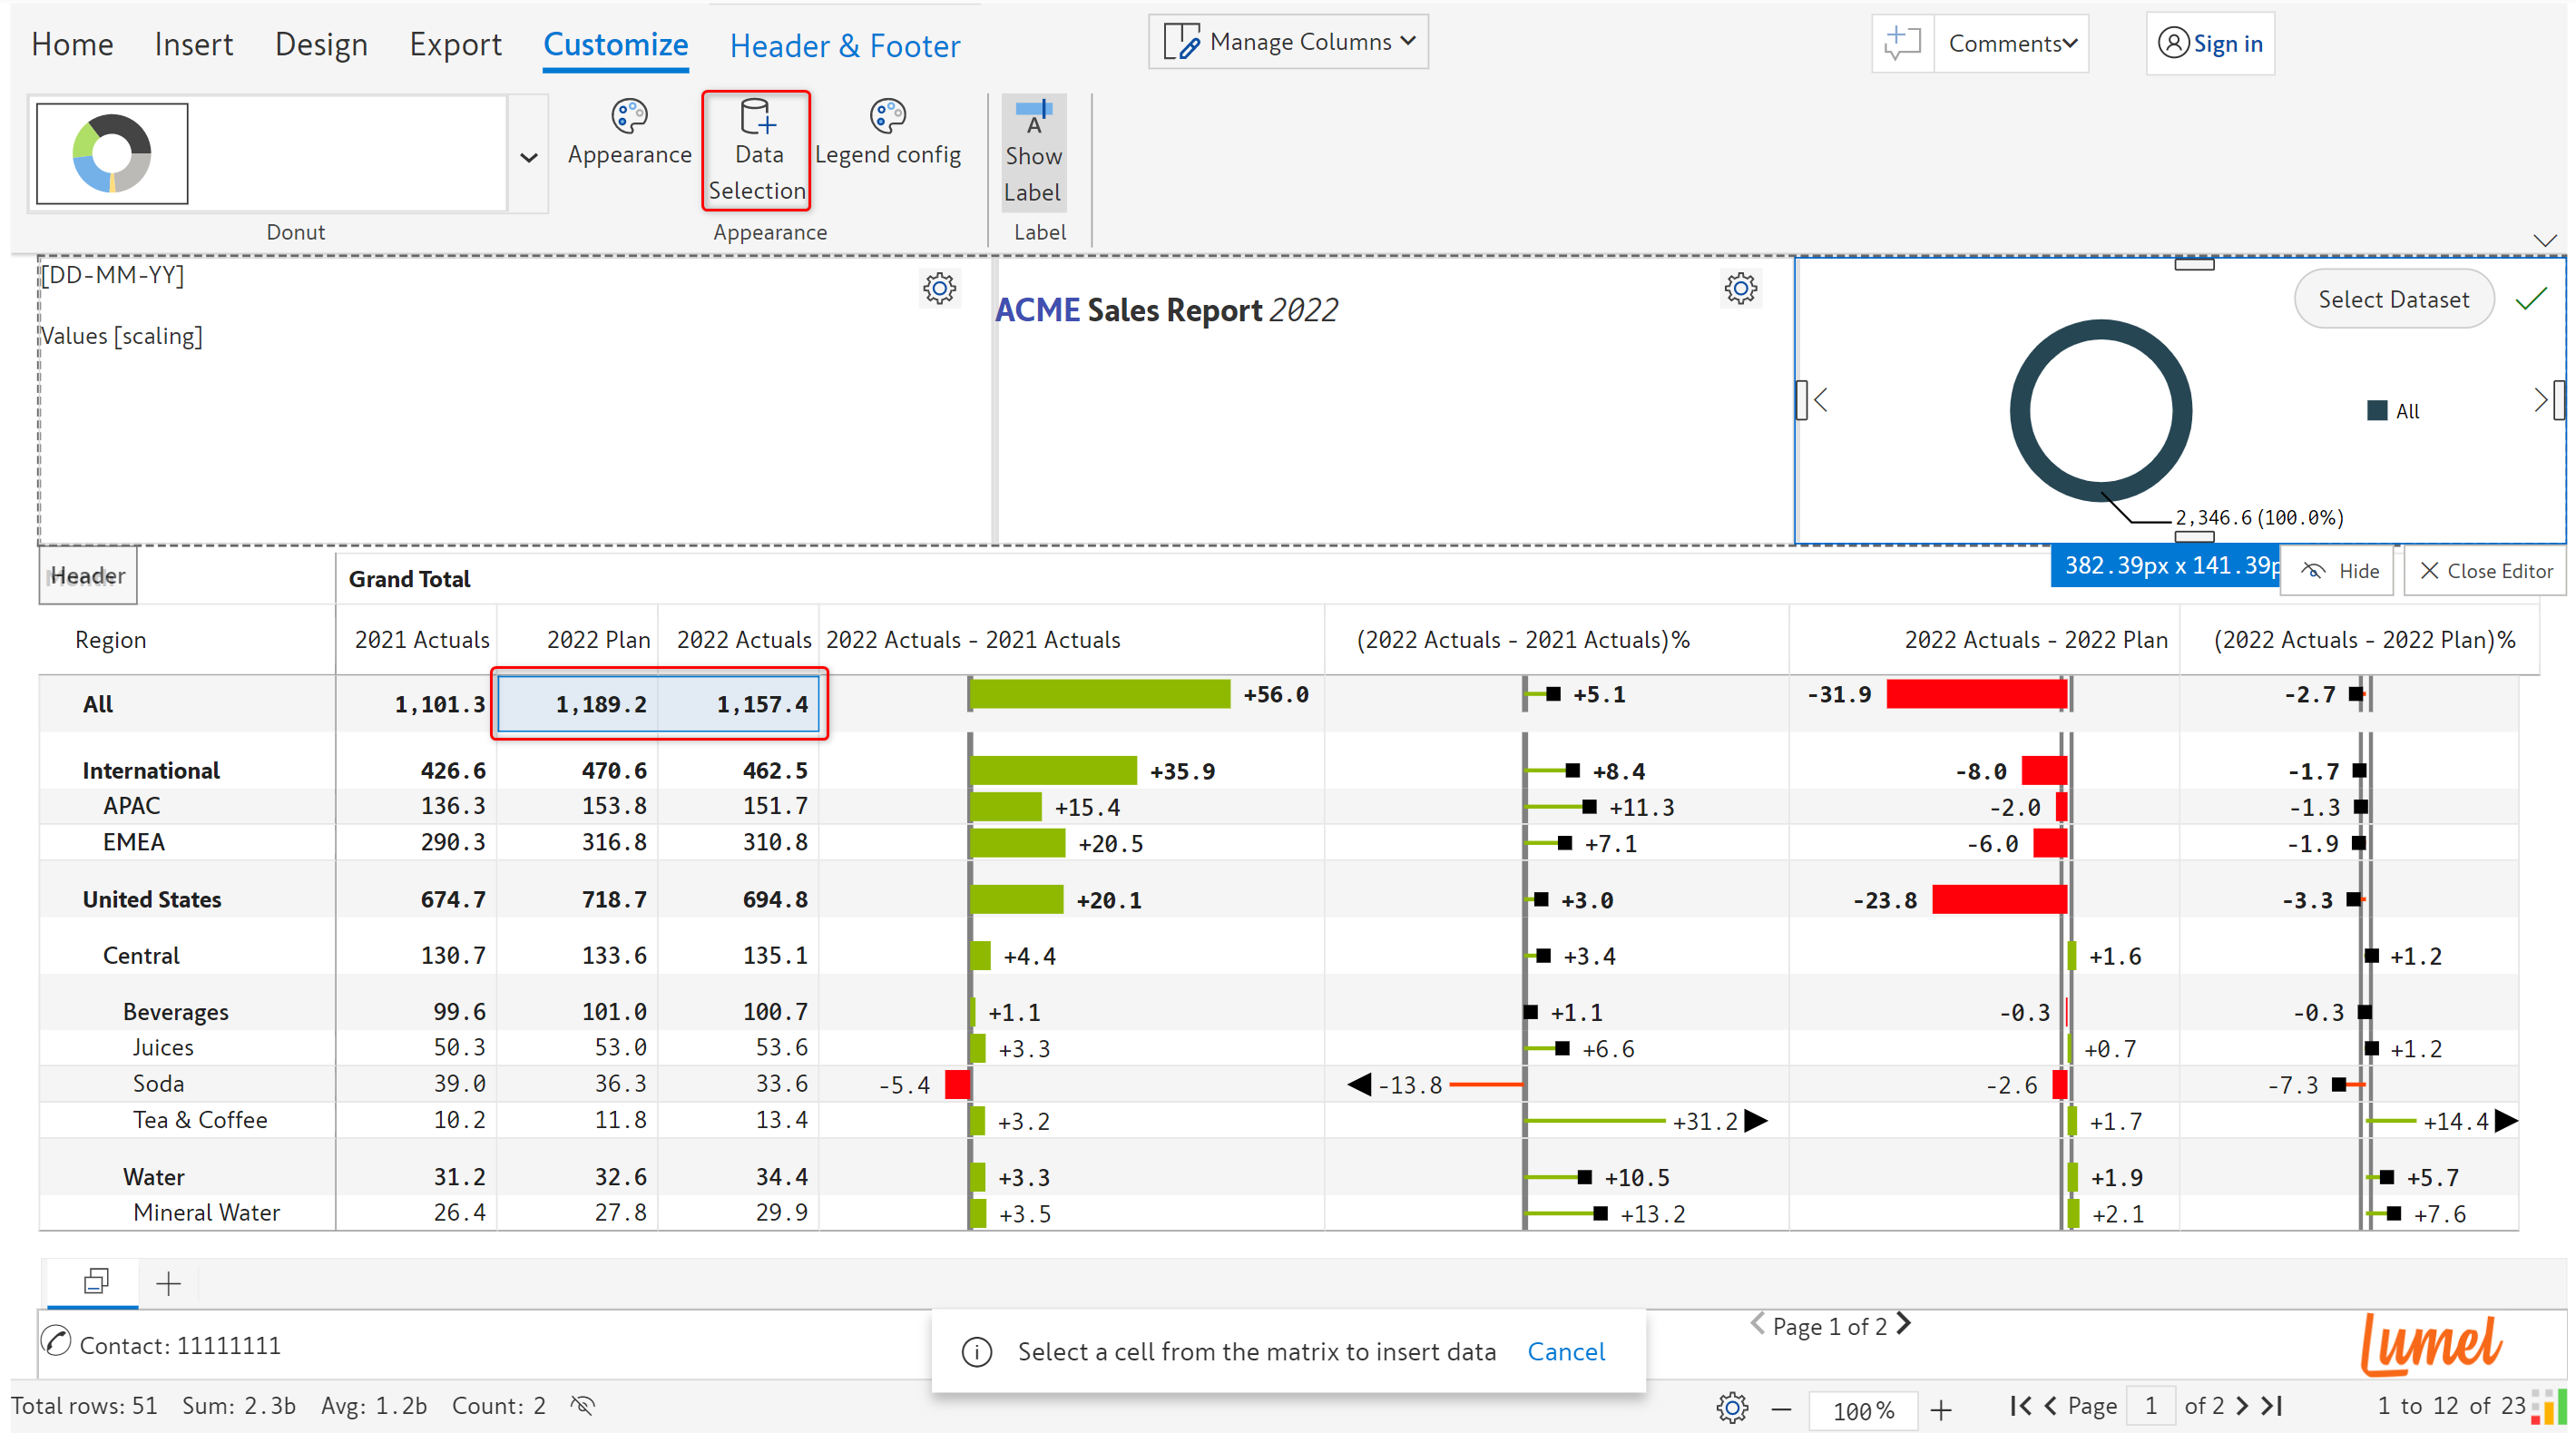 Home Insert Design Export Customize Header & Footer Manage Columns Comments Sign in
Appearance Data Selection Legend config Show Label
Donut Appearance Label
[DD-MM-YY]
Values [scaling]
ACME Sales Report 2022
Select Dataset
All
2,346.6 (100.0%)
382.39px x 141.39p Hide Close Editor
Header Grand Total
Region 2021 Actuals 2022 Plan 2022 Actuals 2022 Actuals - 2021 Actuals (2022 Actuals - 2021 Actuals)% 2022 Actuals - 2022 Plan (2022 Actuals - 2022 Plan)%
All 1,101.3 1,189.2 1,157.4 +56.0 +5.1 -31.9 -2.7
International 426.6 470.6 462.5 +35.9 +8.4 -8.0 -1.7
APAC 136.3 153.8 151.7 +15.4 +11.3 -2.0 -1.3
EMEA 290.3 316.8 310.8 +20.5 +7.1 -6.0 -1.9
United States 674.7 718.7 694.8 +20.1 +3.0 -23.8 -3.3
Central 130.7 133.6 135.1 +4.4 +3.4 +1.6 +1.2
Beverages 99.6 101.0 100.7 +1.1 +1.1 -0.3 -0.3
Juices 50.3 53.0 53.6 +3.3 +6.6 +0.7 +1.2
Soda 39.0 36.3 33.6 -5.4 -13.8 -2.6 -7.3
Tea & Coffee 10.2 11.8 13.4 +3.2 +31.2 +1.7 +14.4
Water 31.2 32.6 34.4 +3.3 +10.5 +1.9 +5.7
Mineral Water 26.4 27.8 29.9 +3.5 +13.2 +2.1 +7.6
Contact: 11111111
Select a cell from the matrix to insert data Cancel
Page 1 of 2
Lumel
Total rows: 51 Sum: 2.3b Avg: 1.2b Count: 2 100% Page 1 of 2 1 to 12 of 23